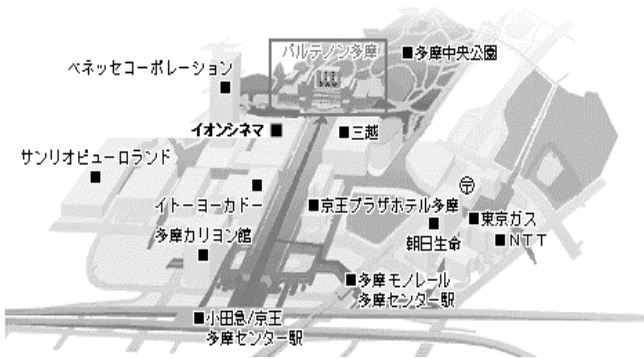 パルテノン多摩
多摩中央公園
ベネッセコーポレーション
イオンシネマ
三越
サンリオピューロランド
イトーヨーカドー
京王プラザホテル多摩
東京ガス
朝日生命
NTT
多摩カリヨン館
多摩モノレール
多摩センター駅
小田急/京王
多摩センター駅